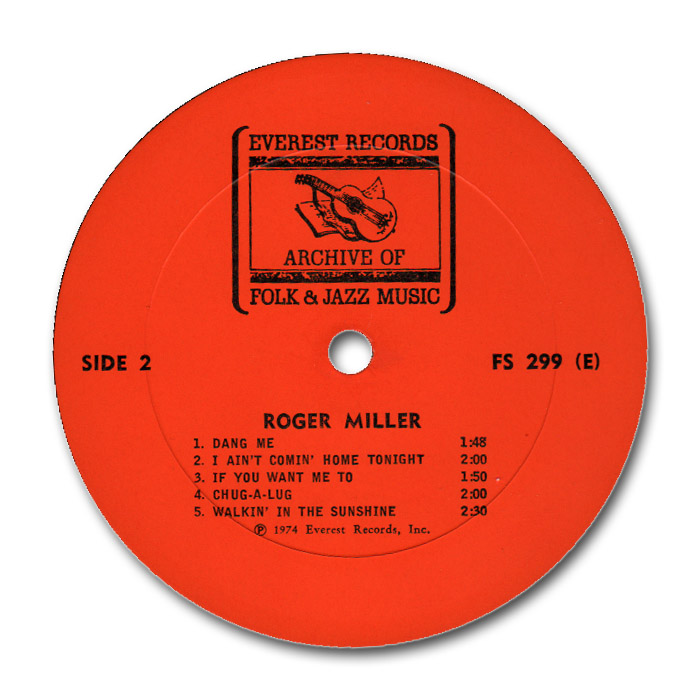 EVEREST RECORDS
ARCHIVE OF
FOLK & JAZZ MUSIC
SIDE 2
FS 299 (E)
ROGER MILLER
1. DANG ME 1:48
2. I AIN'T COMIN' HOME TONIGHT 2:00
3. IF YOU WANT ME TO 1:50
4. CHUG-A-LUG 2:00
5. WALKIN' IN THE SUNSHINE 2:30
℗ 1974 Everest Records, Inc.